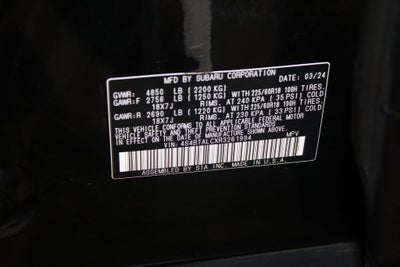 MFD BY SUBARU CORPORATION DATE: 03/24
GVWR: 4850 LB (2200 KG)
GAWR:F 2756 LB (1250 KG) WITH 225/60R18 100H TIRES,
18X7J RIMS, AT 240 KPA (35 PSI) COLD.
GAWR:R 2690 LB (1220 KG) WITH 225/60R18 100H TIRES,
18X7J RIMS, AT 230 KPA (33 PSI) COLD.
THIS VEHICLE CONFORMS TO ALL APPLICABLE FEDERAL MOTOR
VEHICLE SAFETY AND THEFT PREVENTION STANDARDS IN EFFECT
ON THE DATE OF MANUFACTURE SHOWN ABOVE.
VIN: 4S4BTALCXR3261994 MPV
ASSEMBLED BY SIA INC. MADE IN U.S.A.